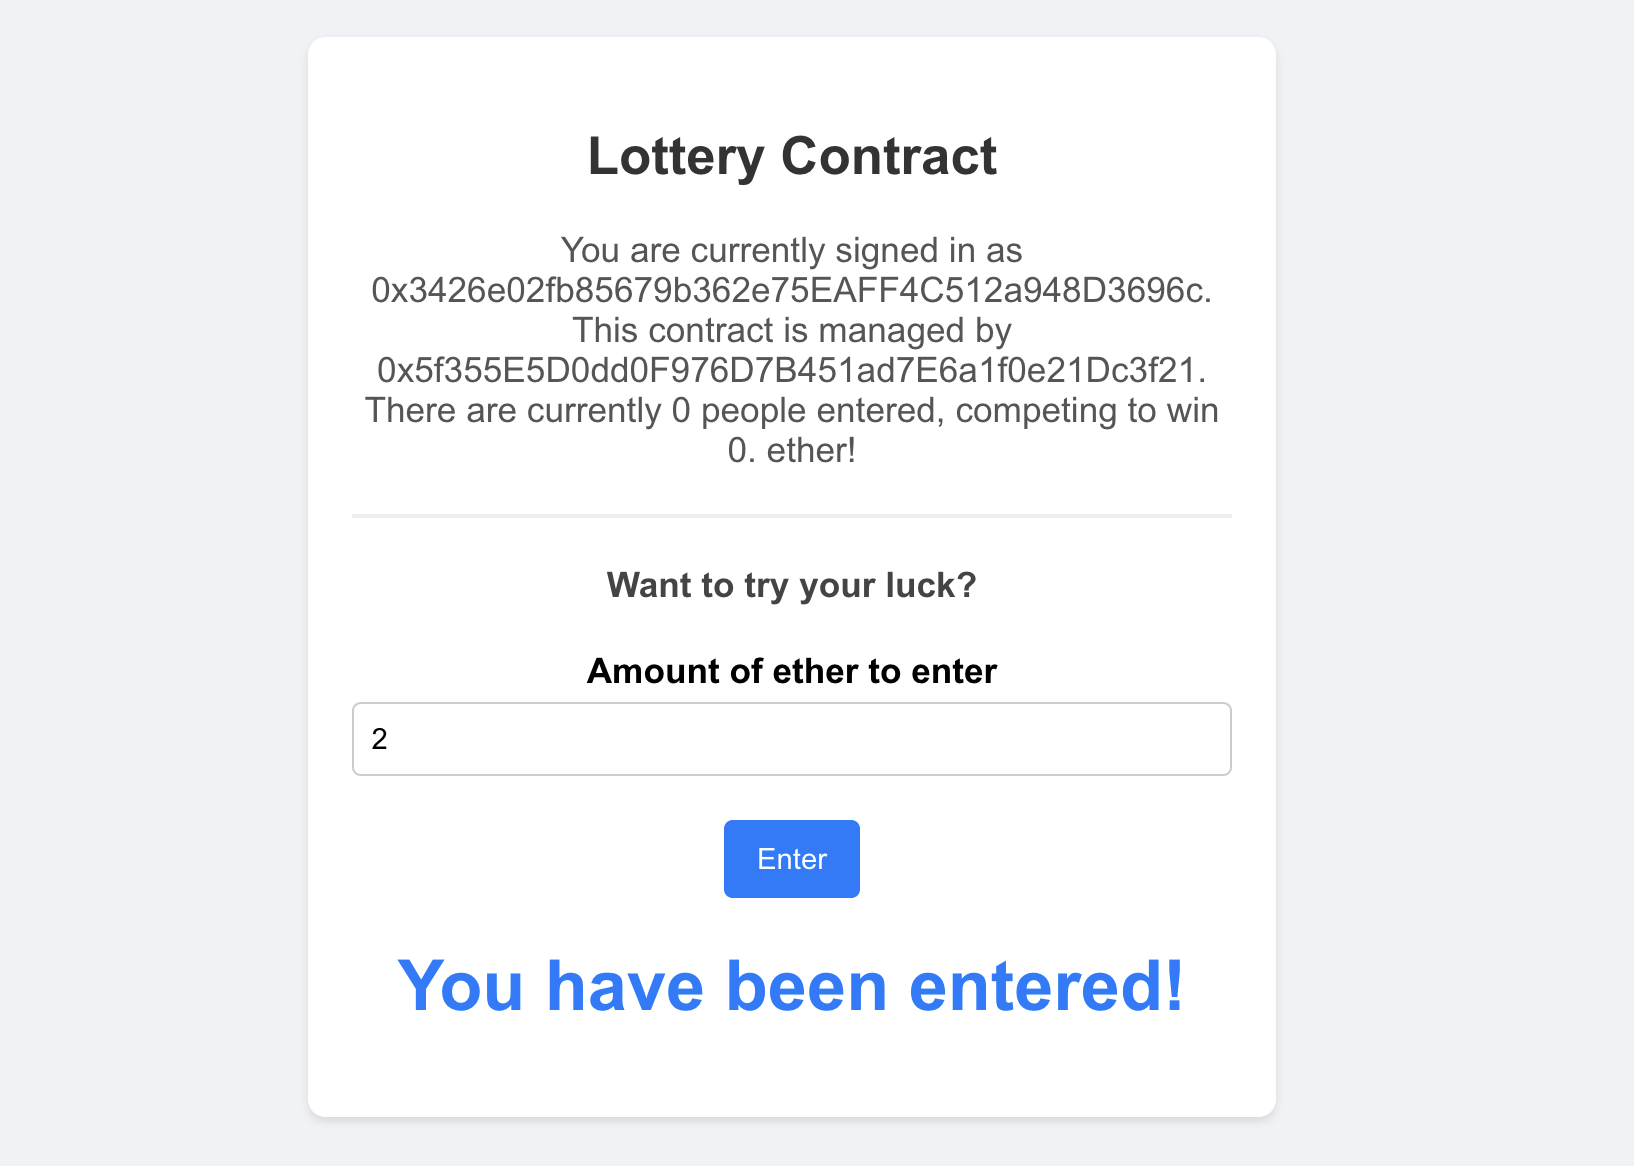 Lottery Contract
You are currently signed in as
0x3426e02fb85679b362e75EAFF4C512a948D3696c.
This contract is managed by
0x5f355E5D0dd0F976D7B451ad7E6a1f0e21Dc3f21.
There are currently 0 people entered, competing to win
0. ether!
Want to try your luck?
Amount of ether to enter
2
Enter
You have been entered!